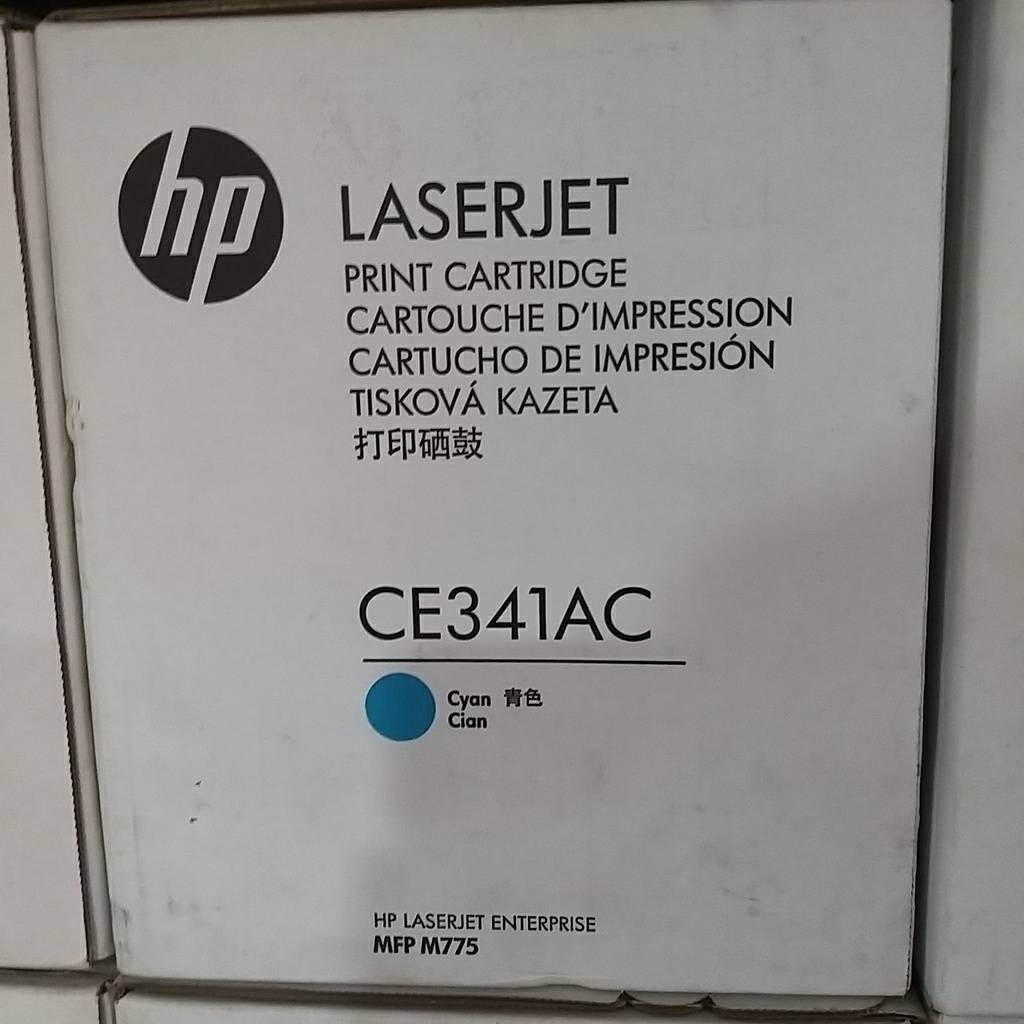 hp
LASERJET
PRINT CARTRIDGE
CARTOUCHE D'IMPRESSION
CARTUCHO DE IMPRESIÓN
TISKOVÁ KAZETA
打印硒鼓
CE341AC
Cyan 青色
Cian
HP LASERJET ENTERPRISE
MFP M775